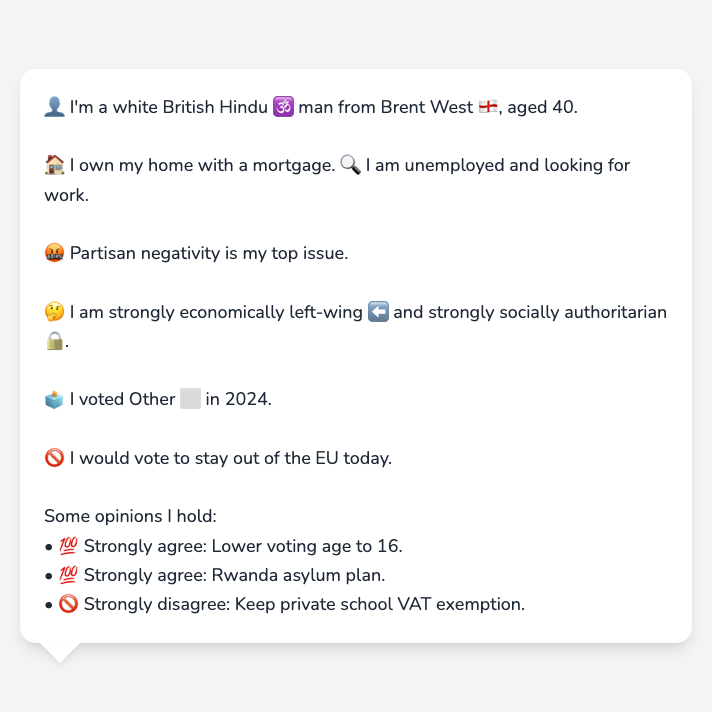 👤 I'm a white British Hindu 🕉️ man from Brent West 🏴󠁧󠁢󠁥󠁮󠁧󠁿, aged 40.
🏠 I own my home with a mortgage. 🔍 I am unemployed and looking for
work.
🤬 Partisan negativity is my top issue.
🤔 I am strongly economically left-wing ⬅️ and strongly socially authoritarian
🔒.
🗳️ I voted Other ⬜ in 2024.
🚫 I would vote to stay out of the EU today.
Some opinions I hold:
• 💯 Strongly agree: Lower voting age to 16.
• 💯 Strongly agree: Rwanda asylum plan.
• 🚫 Strongly disagree: Keep private school VAT exemption.